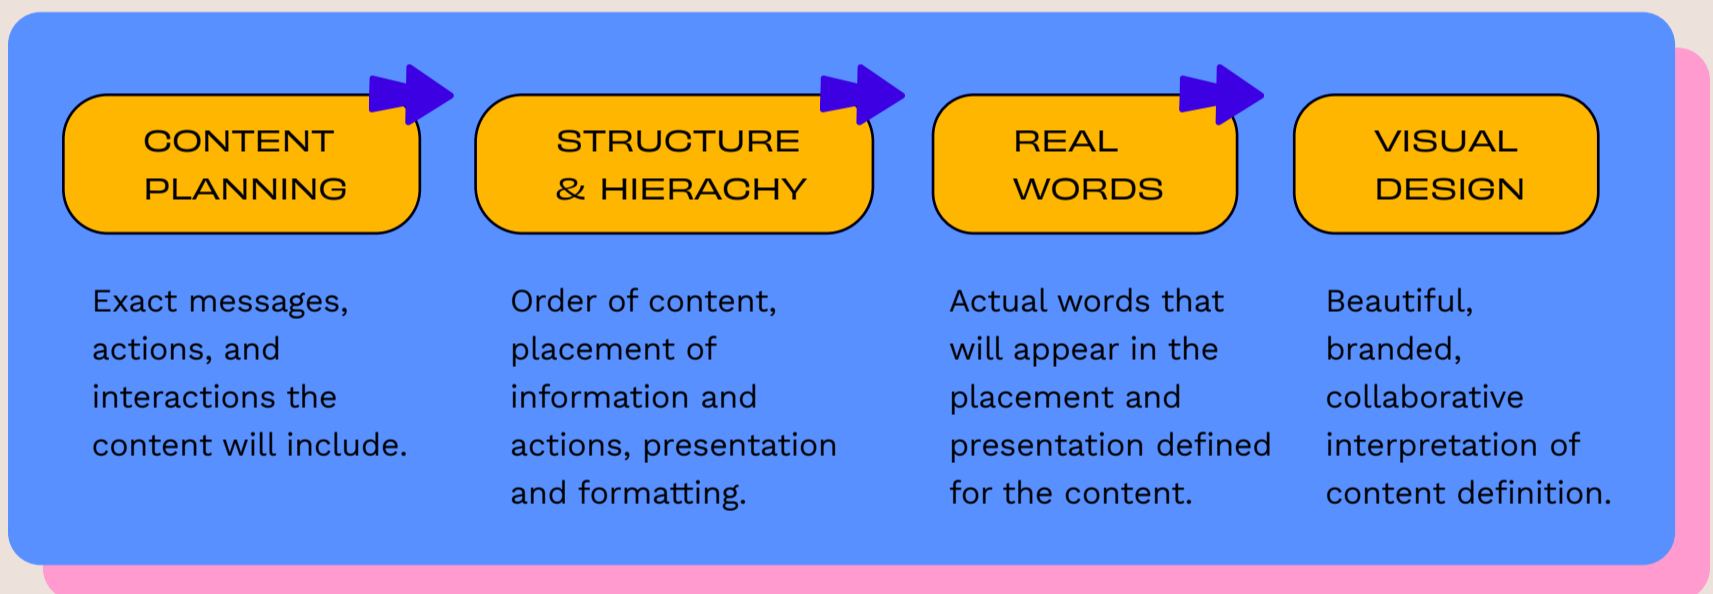 CONTENT
PLANNING
Exact messages,
actions, and
interactions the
content will include.
STRUCTURE
& HIERACHY
Order of content,
placement of
information and
actions, presentation
and formatting.
REAL
WORDS
Actual words that
will appear in the
placement and
presentation defined
for the content.
VISUAL
DESIGN
Beautiful,
branded,
collaborative
interpretation of
content definition.